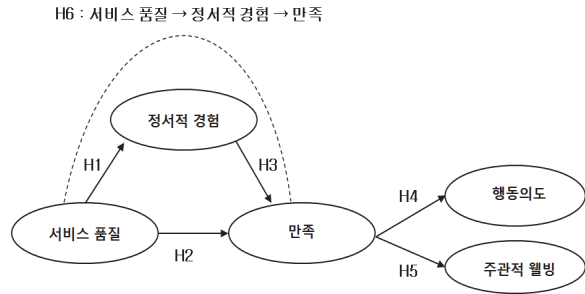 H6 : 서비스 품질 → 정서적 경험 → 만족
정서적 경험
H1
H3
서비스 품질
H2
만족
H4
행동의도
H5
주관적 웰빙